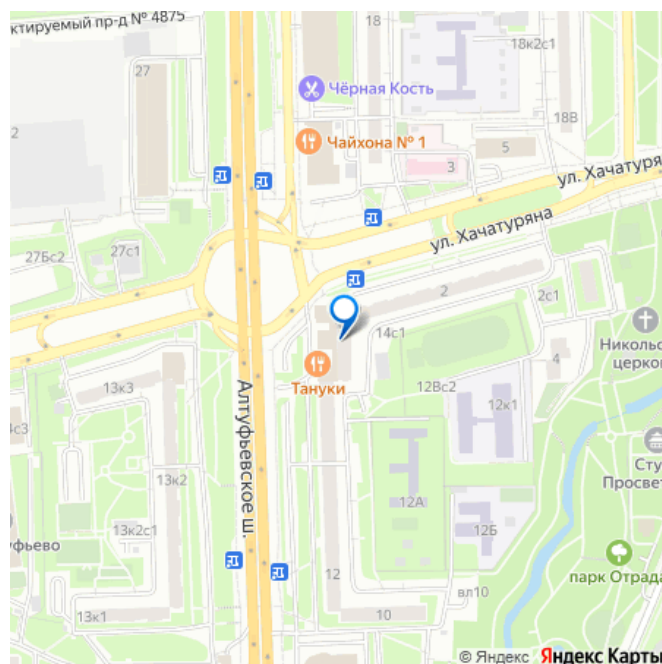 ктируемый пр-д № 4875
18
18к2с1
27
Чёрная Кость
2
18В
Чайхона № 1
5
3
ул. Хачатуря
ул. Хачатуряна
27Бс2
27с1
2
2с1
14с1
Никольс
церков
4
Тануки
13к3
12Вс2
12к1
4с3
Алтуфьевское ш.
13к2
Сту
Просвет
12А
13к2с1
12Б
уфьево
парк Отрада
12
вл10
13к1
10
© Яндекс Яндекс Карты